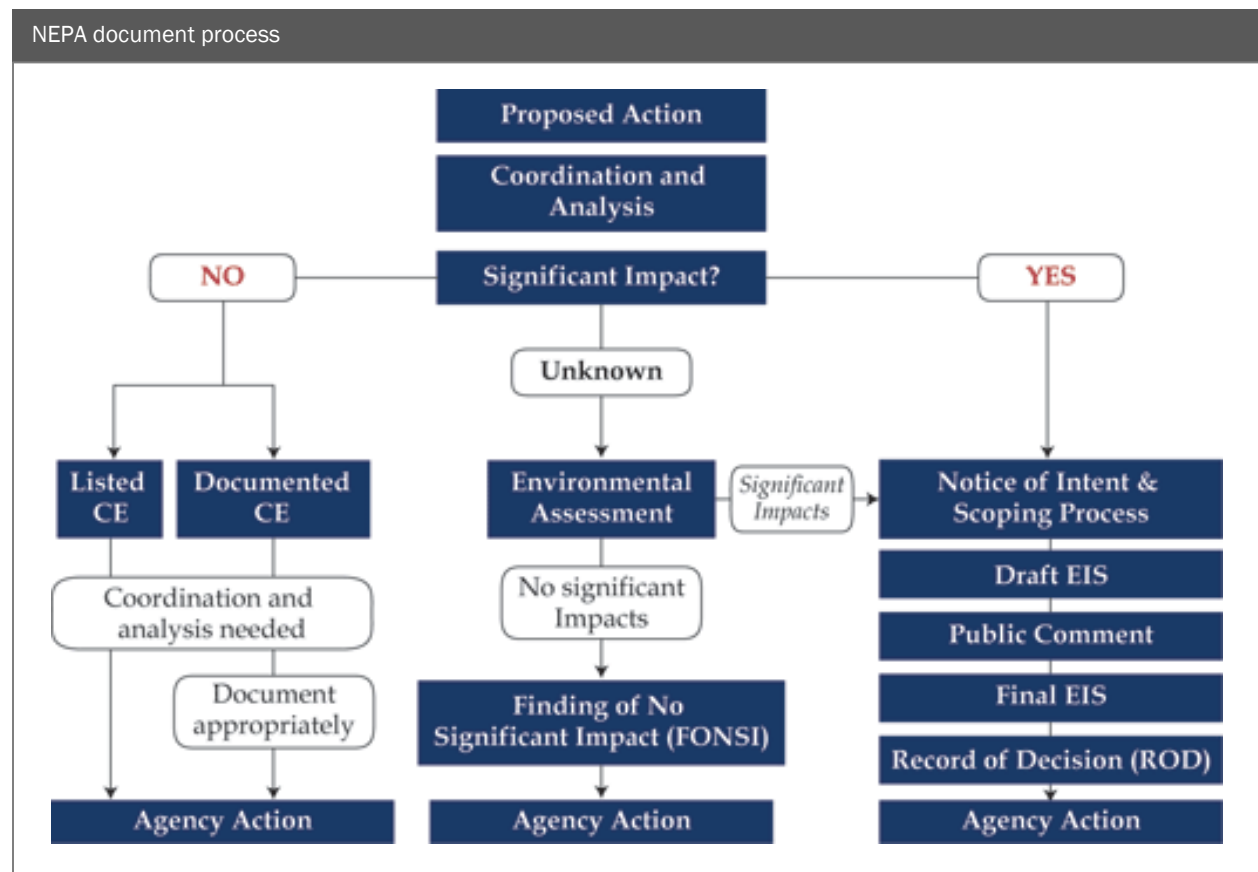 NEPA document process
Proposed Action
Coordination and
Analysis
NO
Significant Impact?
YES
Unknown
Listed
CE
Documented
CE
Environmental
Assessment
Significant
Impacts
Notice of Intent &
Scoping Process
Coordination and
analysis needed
No significant
Impacts
Draft EIS
Public Comment
Document
appropriately
Finding of No
Significant Impact (FONSI)
Final EIS
Record of Decision (ROD)
Agency Action
Agency Action
Agency Action